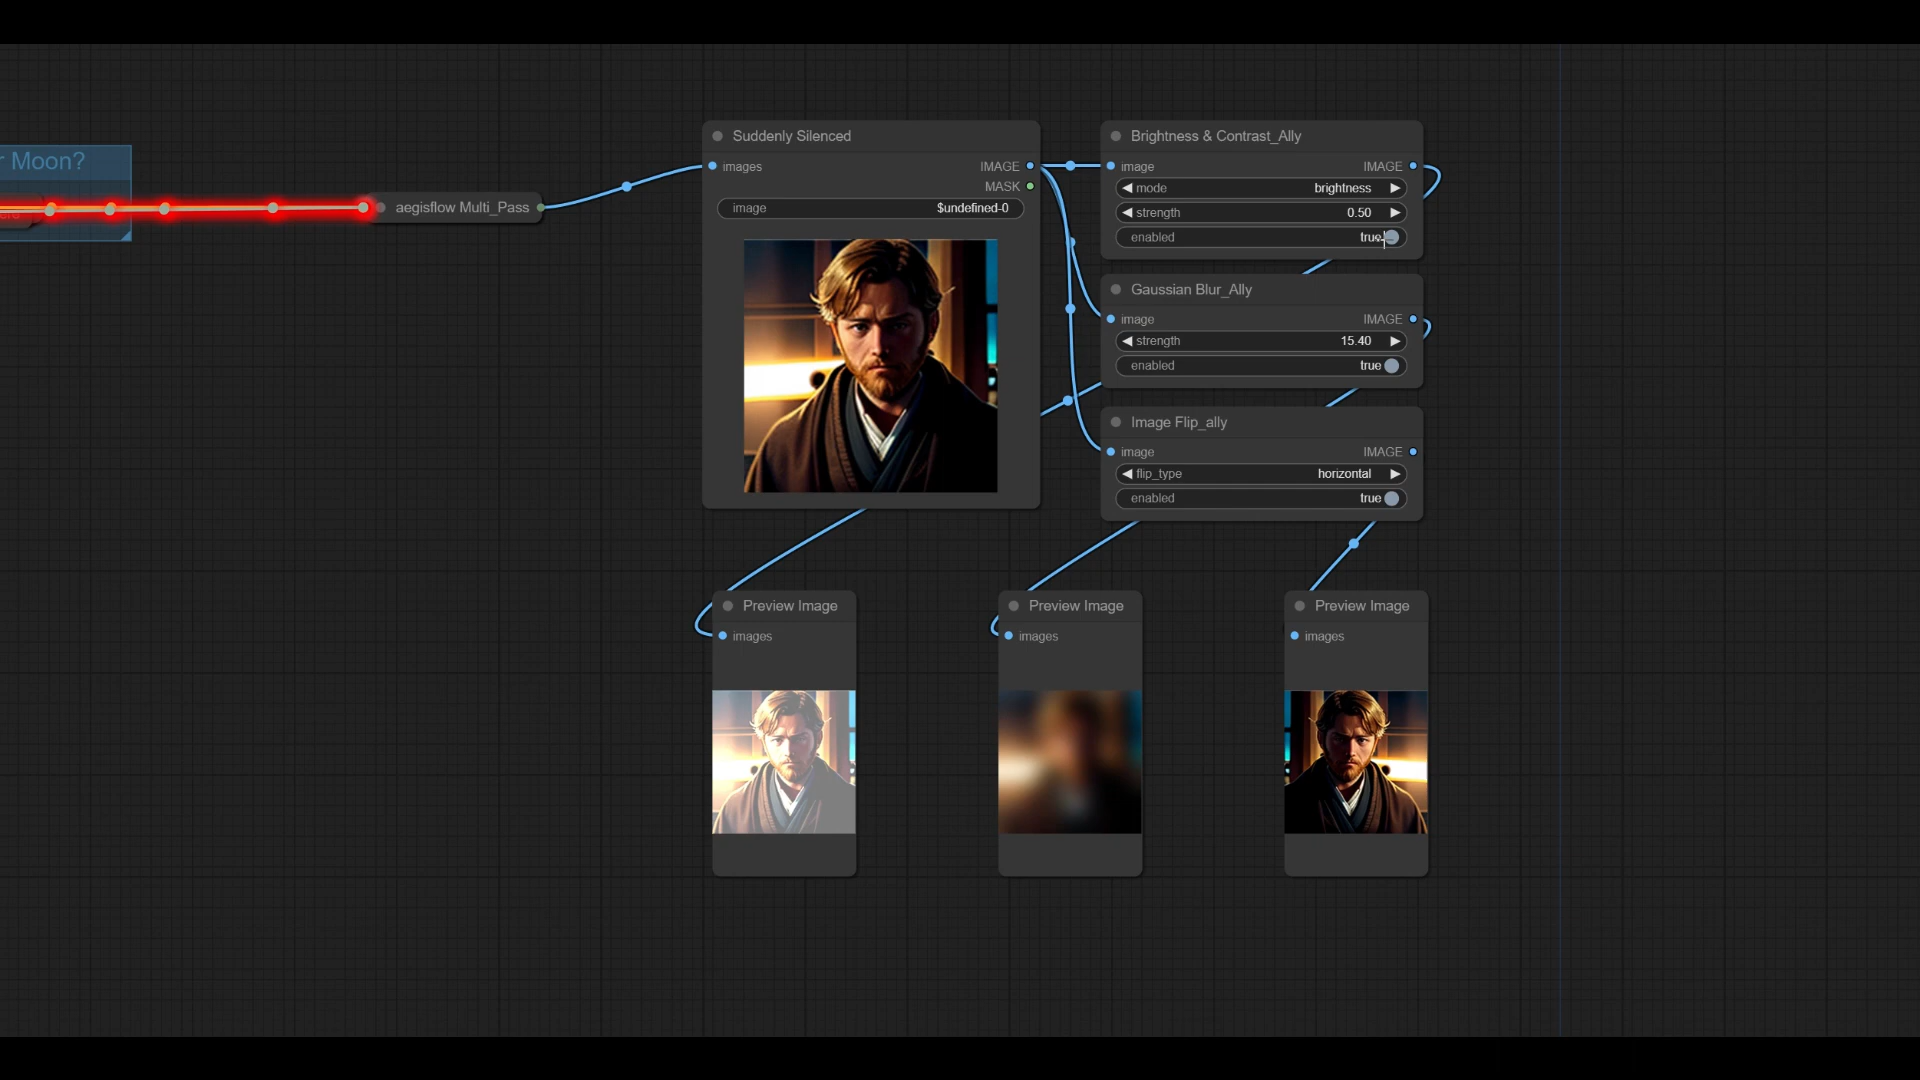 r Moon?
aegisflow Multi_Pass
Suddenly Silenced
images
IMAGE
MASK
image
$undefined-0
Brightness & Contrast_Ally
image
IMAGE
mode
brightness
strength
0.50
enabled
true
Gaussian Blur_Ally
image
IMAGE
strength
15.40
enabled
true
Image Flip_ally
image
IMAGE
flip_type
horizontal
enabled
true
Preview Image
images
Preview Image
images
Preview Image
images